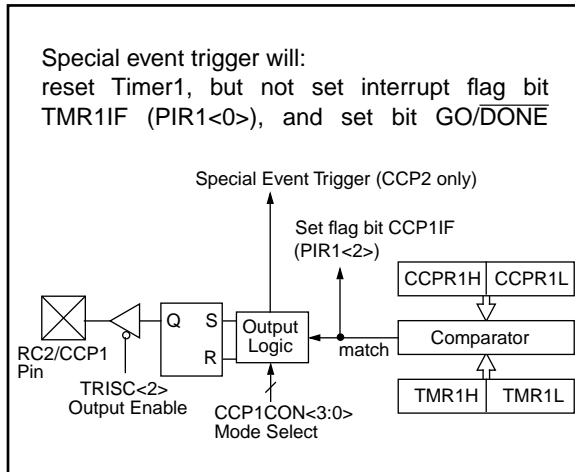 Special event trigger will:
reset Timer1, but not set interrupt flag bit
TMR1IF (PIR1<0>), and set bit GO/DONE
Special Event Trigger (CCP2 only)
Set flag bit CCP1IF
(PIR1<2>)
CCPR1H CCPR1L
Q S
R
Output
Logic
match
Comparator
RC2/CCP1
Pin
TRISC<2>
Output Enable
CCP1CON<3:0>
Mode Select
TMR1H TMR1L